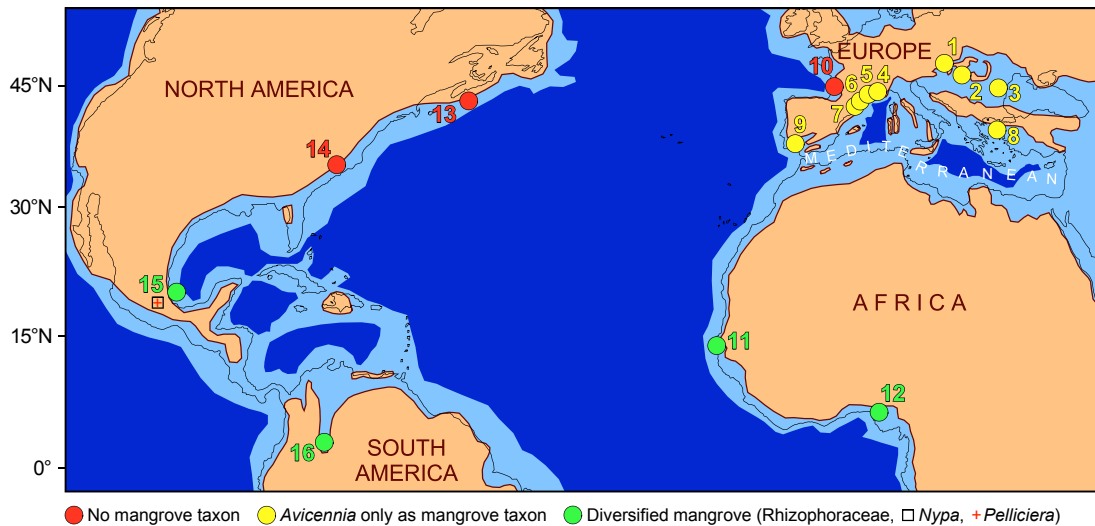 EUROPE
NORTH AMERICA
1
2
3
4
5
6
7
8
9
10
13
14
MEDITERRANEAN
AFRICA
15
11
12
16
SOUTH
AMERICA
45°N
30°N
15°N
0°
No mangrove taxon Avicennia only as mangrove taxon Diversified mangrove (Rhizophoraceae, Nypa, + Pelliciera)